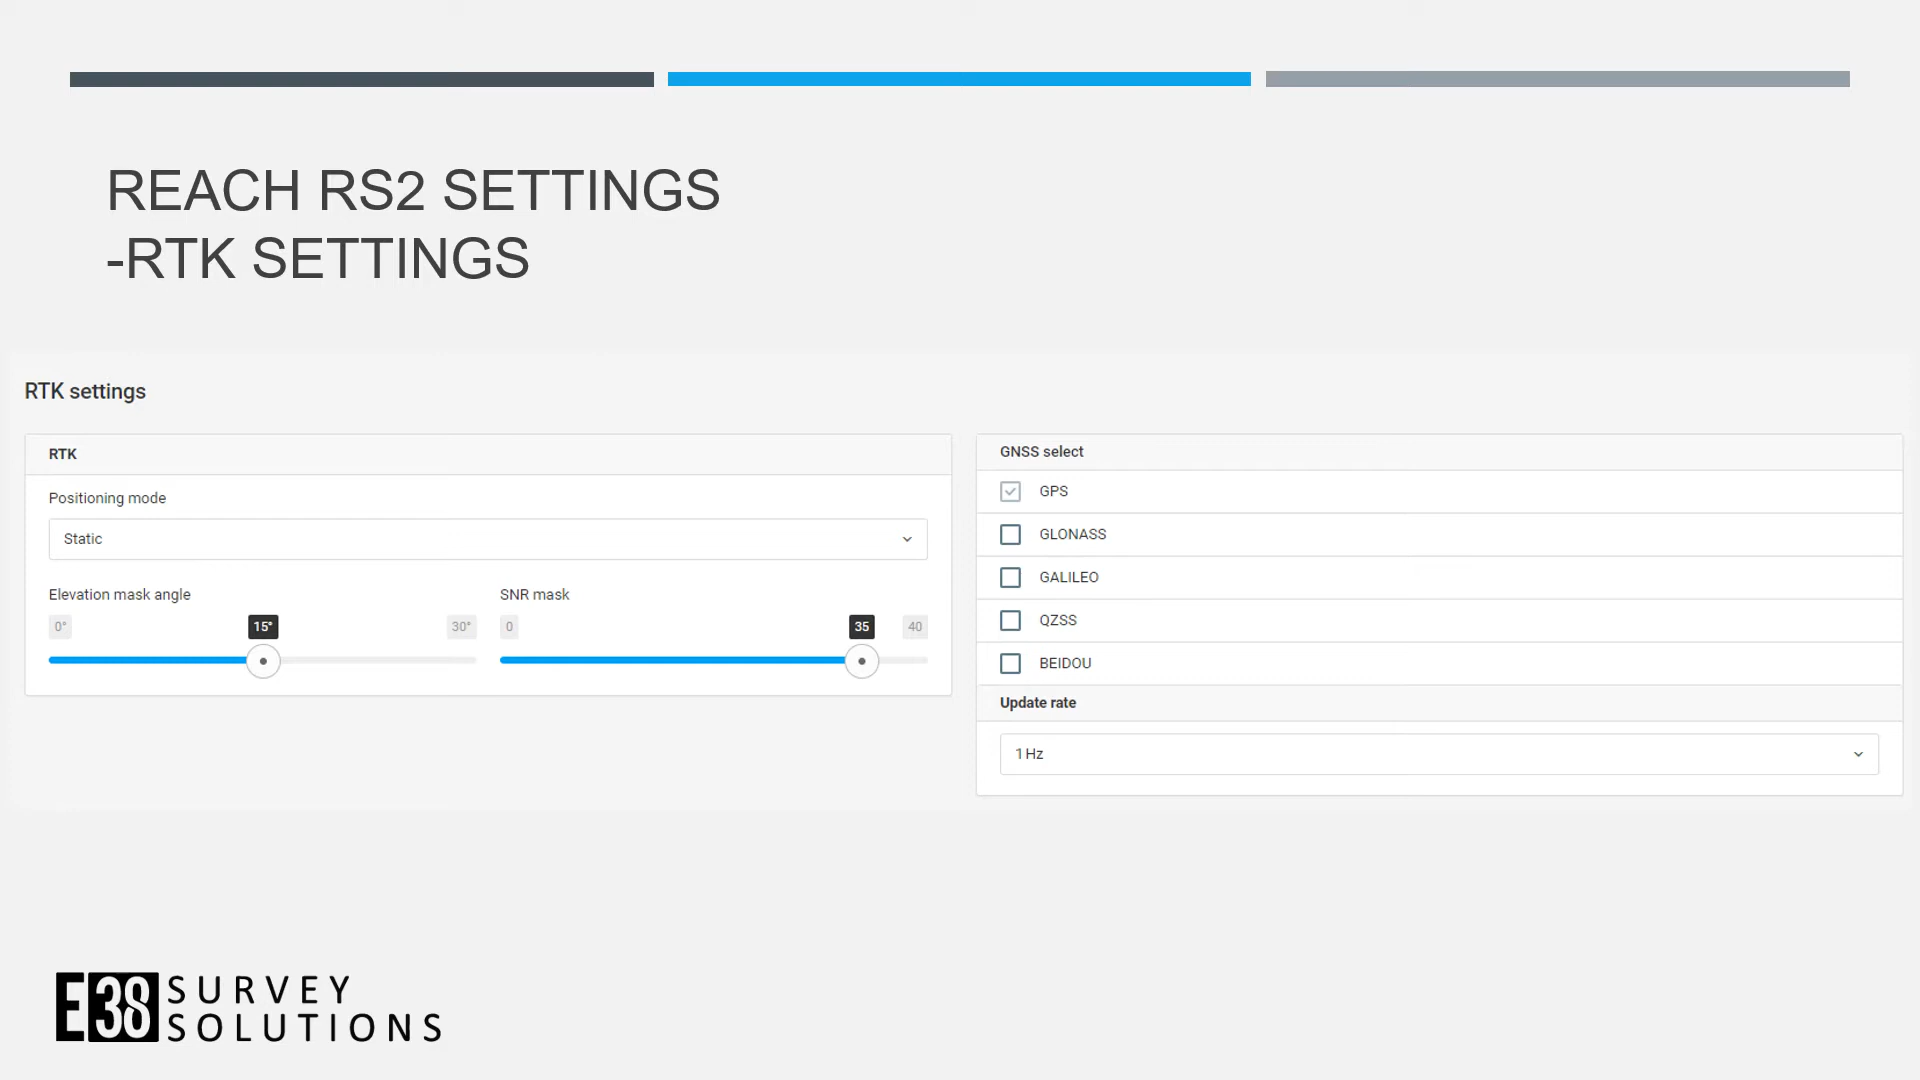 REACH RS2 SETTINGS
-RTK SETTINGS
RTK settings
RTK
Positioning mode
Static
Elevation mask angle
0°
15°
30°
SNR mask
0
35
40
GNSS select
GPS
GLONASS
GALILEO
QZSS
BEIDOU
Update rate
1 Hz
E38 SURVEY
SOLUTIONS